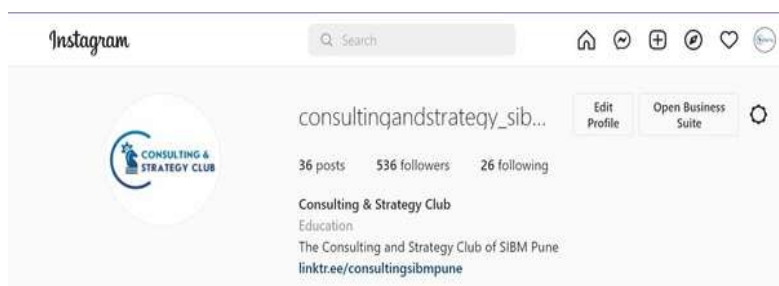 Instagram
Search
consultingandstrategy_sib...
Edit Profile
Open Business Suite
36 posts 536 followers 26 following
CONSULTING & STRATEGY CLUB
Consulting & Strategy Club
Education
The Consulting and Strategy Club of SIBM Pune
linktr.ee/consultingsibmpune